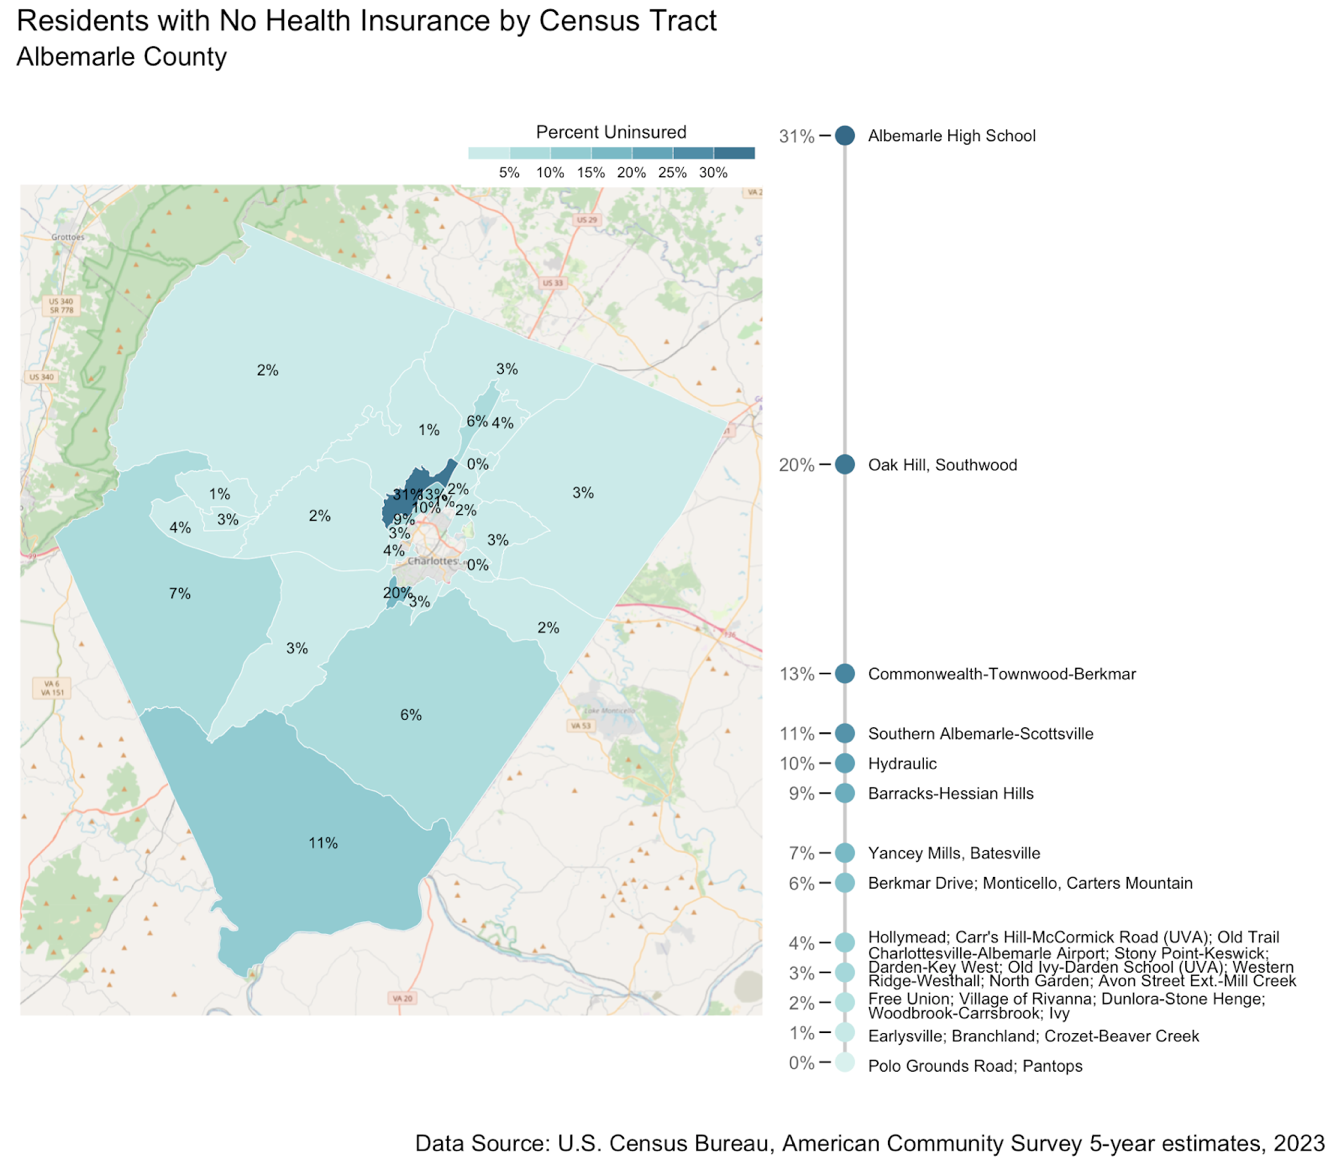 Residents with No Health Insurance by Census Tract
Albemarle County
Percent Uninsured
5% 10% 15% 20% 25% 30%
VA 2
US 29
Grottoes
US 33
US 340
SR 778
US 340
2%
3%
6% 4%
1%
0%
1%
31% 13% 2%
3%
10% 1%
2%
4% 3%
2%
9%
3%
3%
4%
Charlottes
0%
7%
20%
3%
2%
3%
VA 6
VA 151
6%
Lake Monticello
VA 53
11%
VA 20
31% Albemarle High School
20% Oak Hill, Southwood
13% Commonwealth-Townwood-Berkmar
11% Southern Albemarle-Scottsville
10% Hydraulic
9% Barracks-Hessian Hills
7% Yancey Mills, Batesville
6% Berkmar Drive; Monticello, Carters Mountain
4% Hollymead; Carr's Hill-McCormick Road (UVA); Old Trail
Charlottesville-Albemarle Airport; Stony Point-Keswick;
3% Darden-Key West; Old Ivy-Darden School (UVA); Western
Ridge-Westhall; North Garden; Avon Street Ext.-Mill Creek
2% Free Union; Village of Rivanna; Dunlora-Stone Henge;
Woodbrook-Carrsbrook; Ivy
1% Earlysville; Branchland; Crozet-Beaver Creek
0% Polo Grounds Road; Pantops
Data Source: U.S. Census Bureau, American Community Survey 5-year estimates, 2023